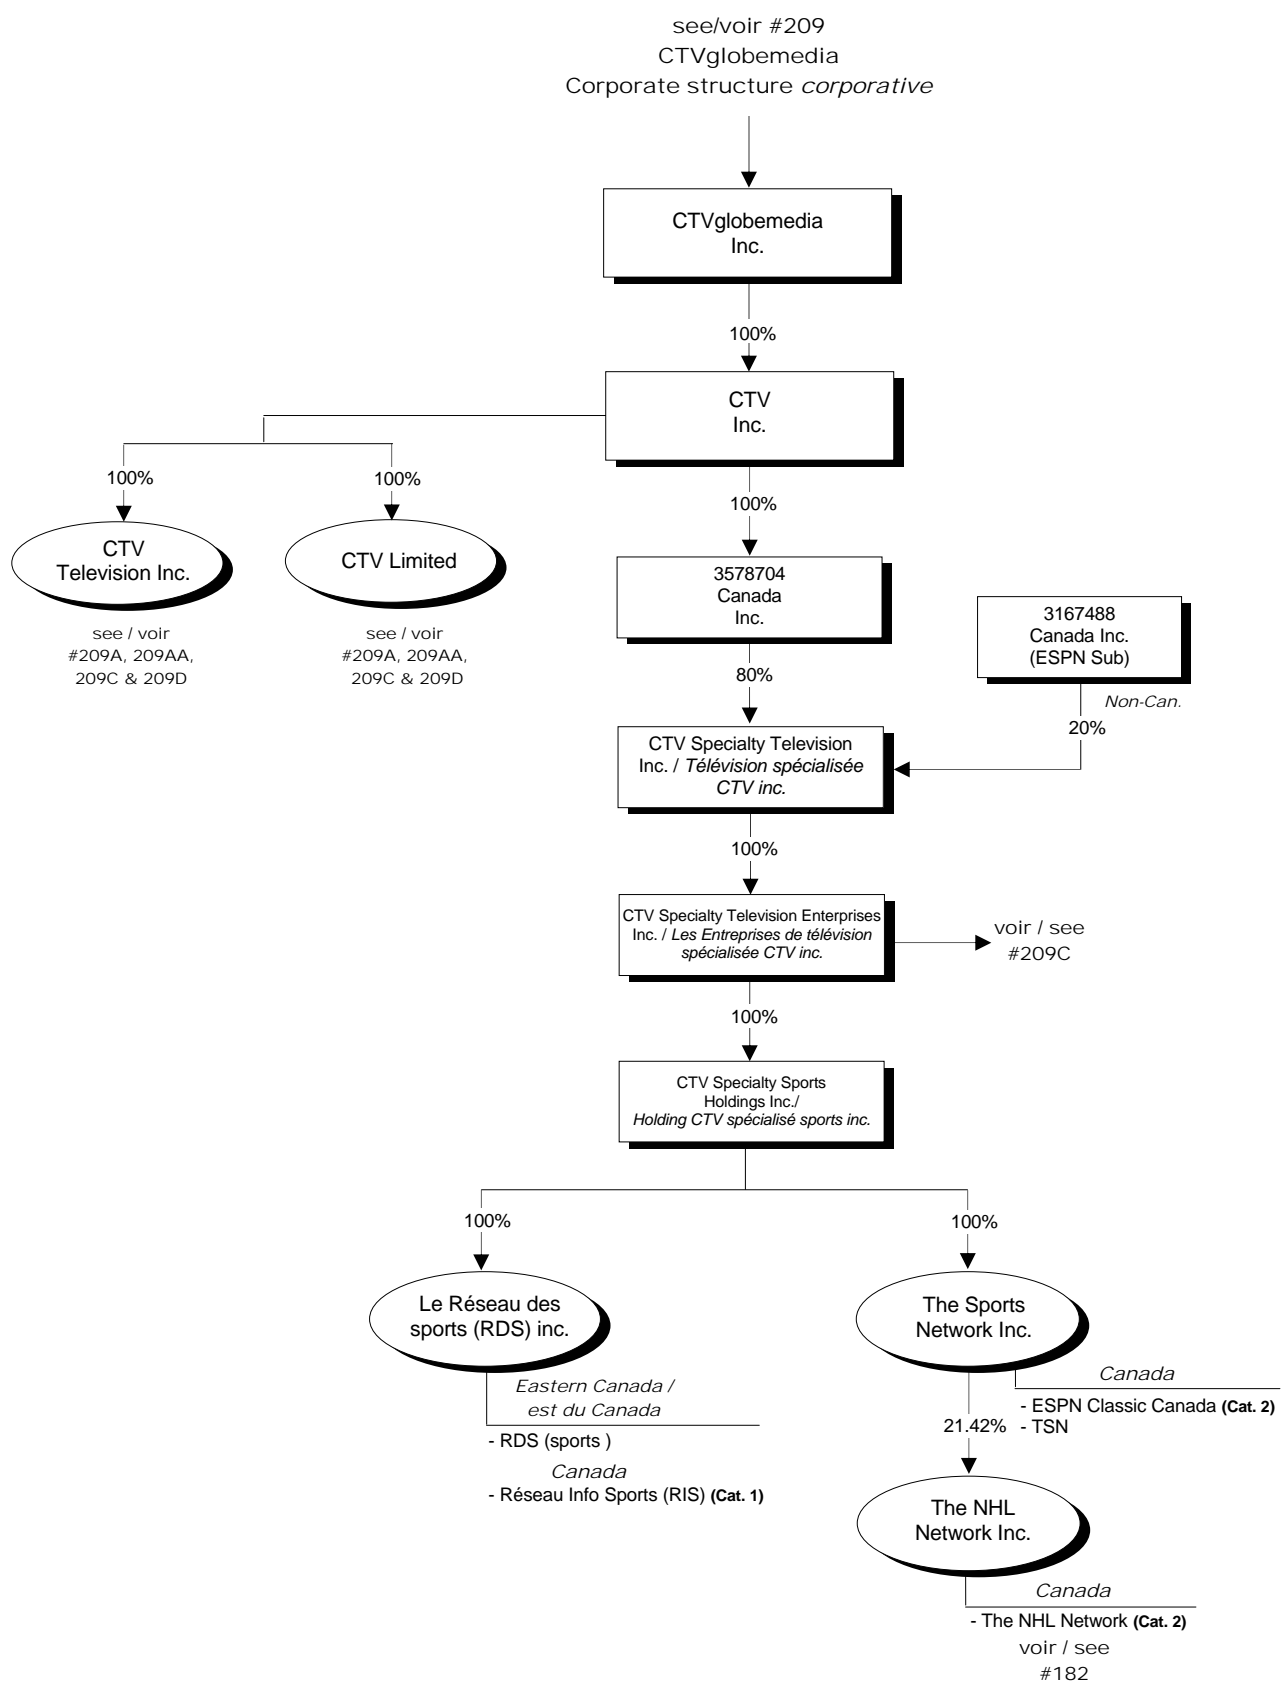 see/voir #209
CTVglobemedia
Corporate structure corporative
CTVglobemedia
Inc.
100%
CTV
Inc.
100%
100%
100%
CTV
Television Inc.
CTV Limited
see / voir
#209A, 209AA,
209C & 209D
see / voir
#209A, 209AA,
209C & 209D
3578704
Canada
Inc.
3167488
Canada Inc.
(ESPN Sub)
80%
Non-Can.
20%
CTV Specialty Television
Inc. / Télévision spécialisée
CTV inc.
100%
CTV Specialty Television Enterprises
Inc. / Les Entreprises de télévision
spécialisée CTV inc.
voir / see
#209C
100%
CTV Specialty Sports
Holdings Inc./
Holding CTV spécialisé sports inc.
100%
100%
Le Réseau des
sports (RDS) inc.
The Sports
Network Inc.
Eastern Canada /
est du Canada
- RDS (sports )
Canada
- Réseau Info Sports (RIS) (Cat. 1)
Canada
- ESPN Classic Canada (Cat. 2)
- TSN
21.42%
The NHL
Network Inc.
Canada
- The NHL Network (Cat. 2)
voir / see
#182